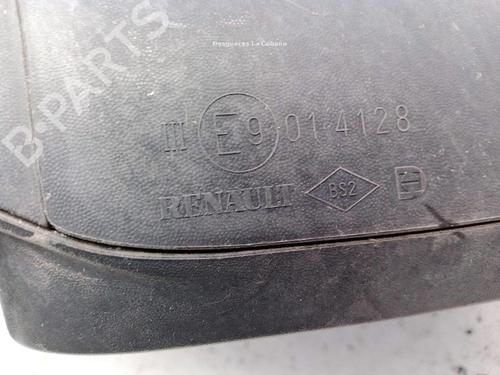 Desguaces La Cabaña
B-PARTS
III E9 01 4128
RENAULT BS2